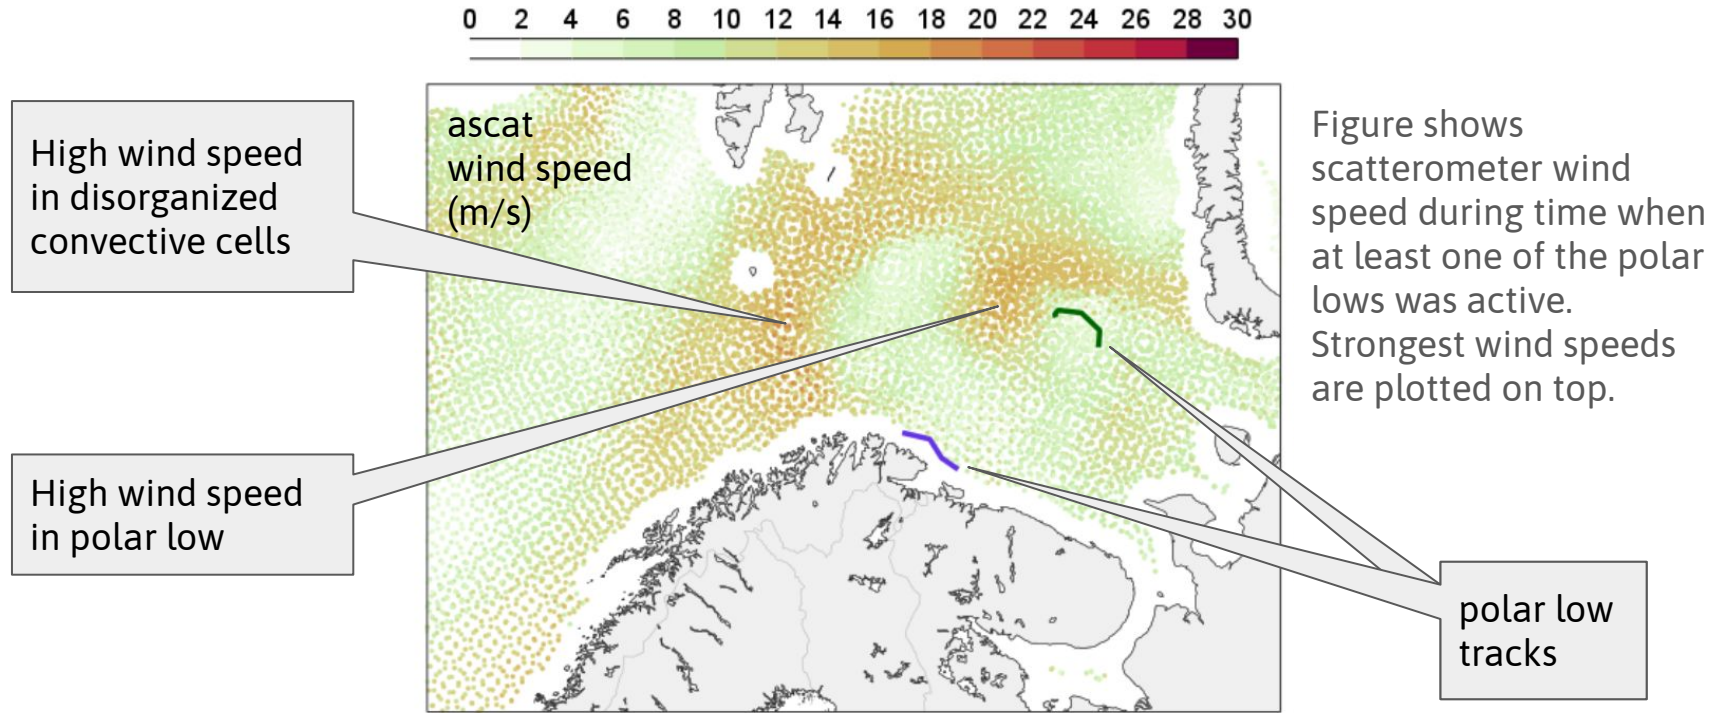 0 2 4 6 8 10 12 14 16 18 20 22 24 26 28 30
High wind speed
in disorganized
convective cells
ascat
wind speed
(m/s)
Figure shows
scatterometer wind
speed during time when
at least one of the polar
lows was active.
Strongest wind speeds
are plotted on top.
High wind speed
in polar low
polar low
tracks